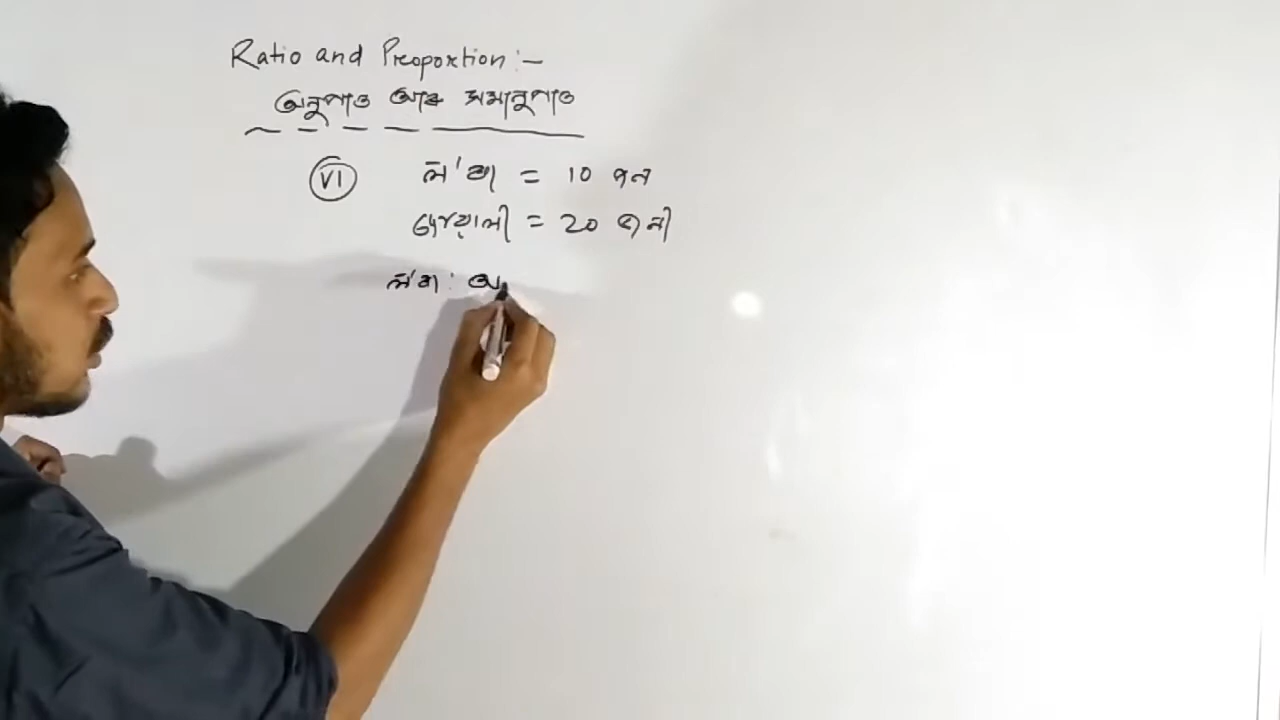 Ratio and Proportion :-
অনুপাত আৰু সমানুপাত
VI ল'ৰা = 10 জন
ছোৱালী = 20 জনী
ল'ৰা :